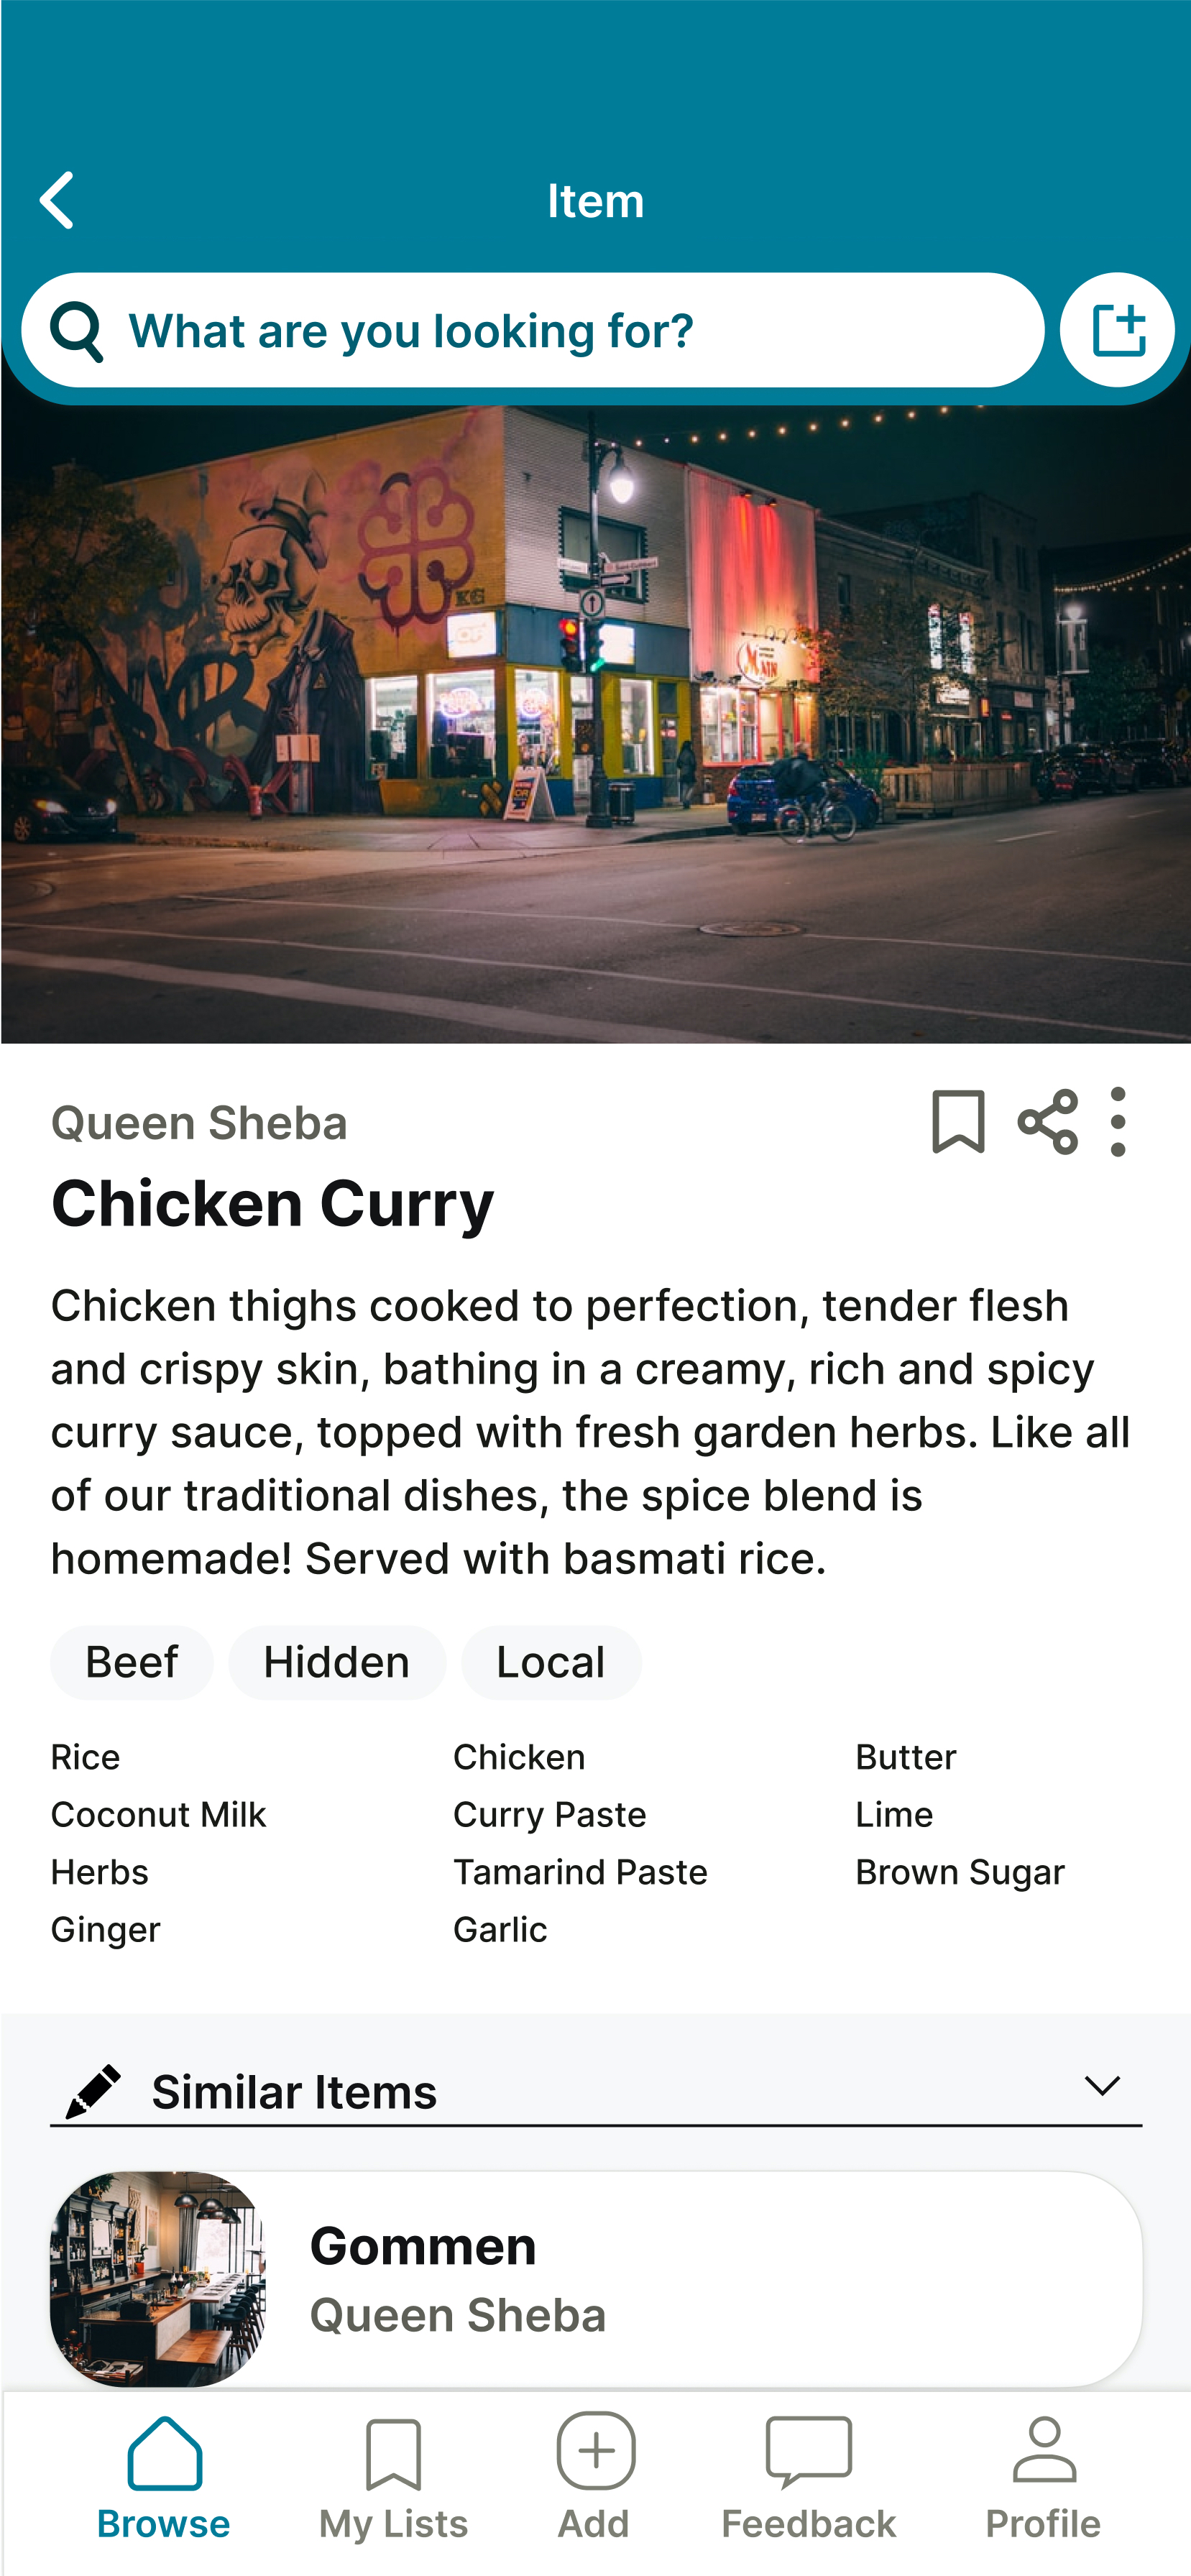 Item
What are you looking for?
KG
Queen Sheba
Chicken Curry
Chicken thighs cooked to perfection, tender flesh
and crispy skin, bathing in a creamy, rich and spicy
curry sauce, topped with fresh garden herbs. Like all
of our traditional dishes, the spice blend is
homemade! Served with basmati rice.
Beef Hidden Local
Rice Chicken Butter
Coconut Milk Curry Paste Lime
Herbs Tamarind Paste Brown Sugar
Ginger Garlic
Similar Items
Gommen
Queen Sheba
Browse My Lists Add Feedback Profile